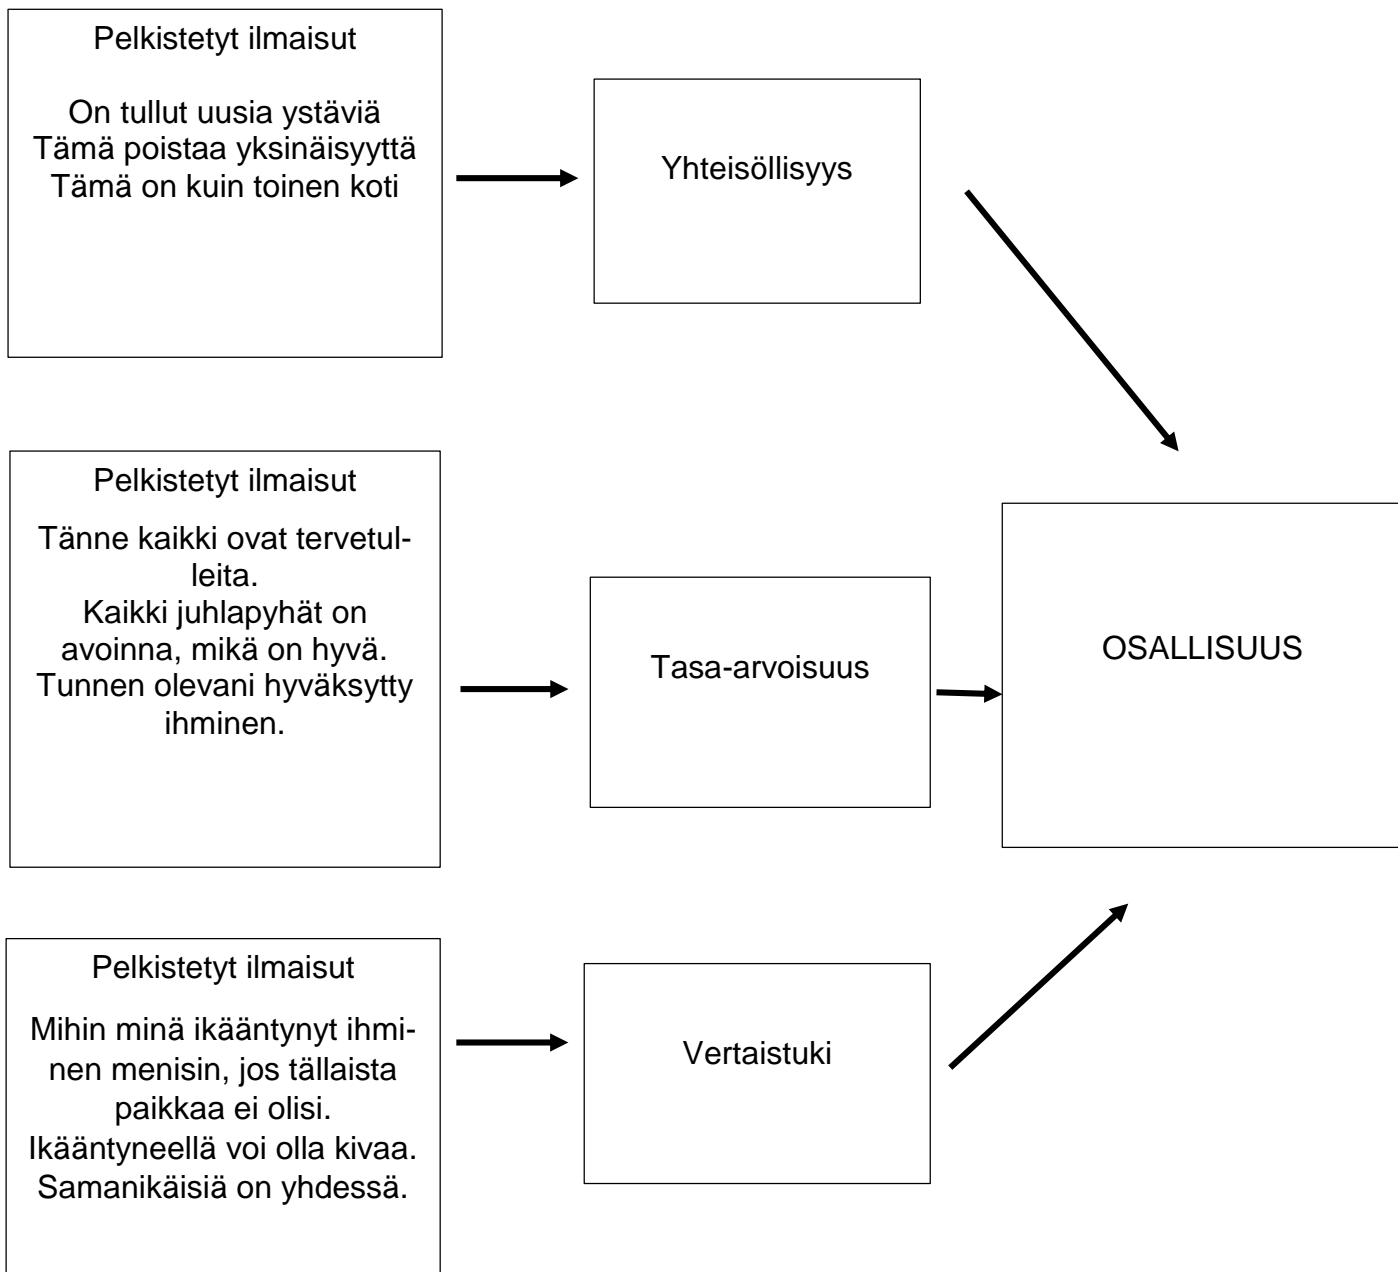 Pelkistetyt ilmaisut
On tullut uusia ystäviä
Tämä poistaa yksinäisyyttä
Tämä on kuin toinen koti
Yhteisöllisyys
Pelkistetyt ilmaisut
Tänne kaikki ovat tervetul-
leita.
Kaikki juhlapyhät on
avoinna, mikä on hyvä.
Tunnen olevani hyväksytty
ihminen.
Tasa-arvoisuus
OSALLISUUS
Pelkistetyt ilmaisut
Mihin minä ikääntynyt ihmi-
nen menisin, jos tällaista
paikkaa ei olisi.
Ikääntyneellä voi olla kivaa.
Samanikäisiä on yhdessä.
Vertaistuki